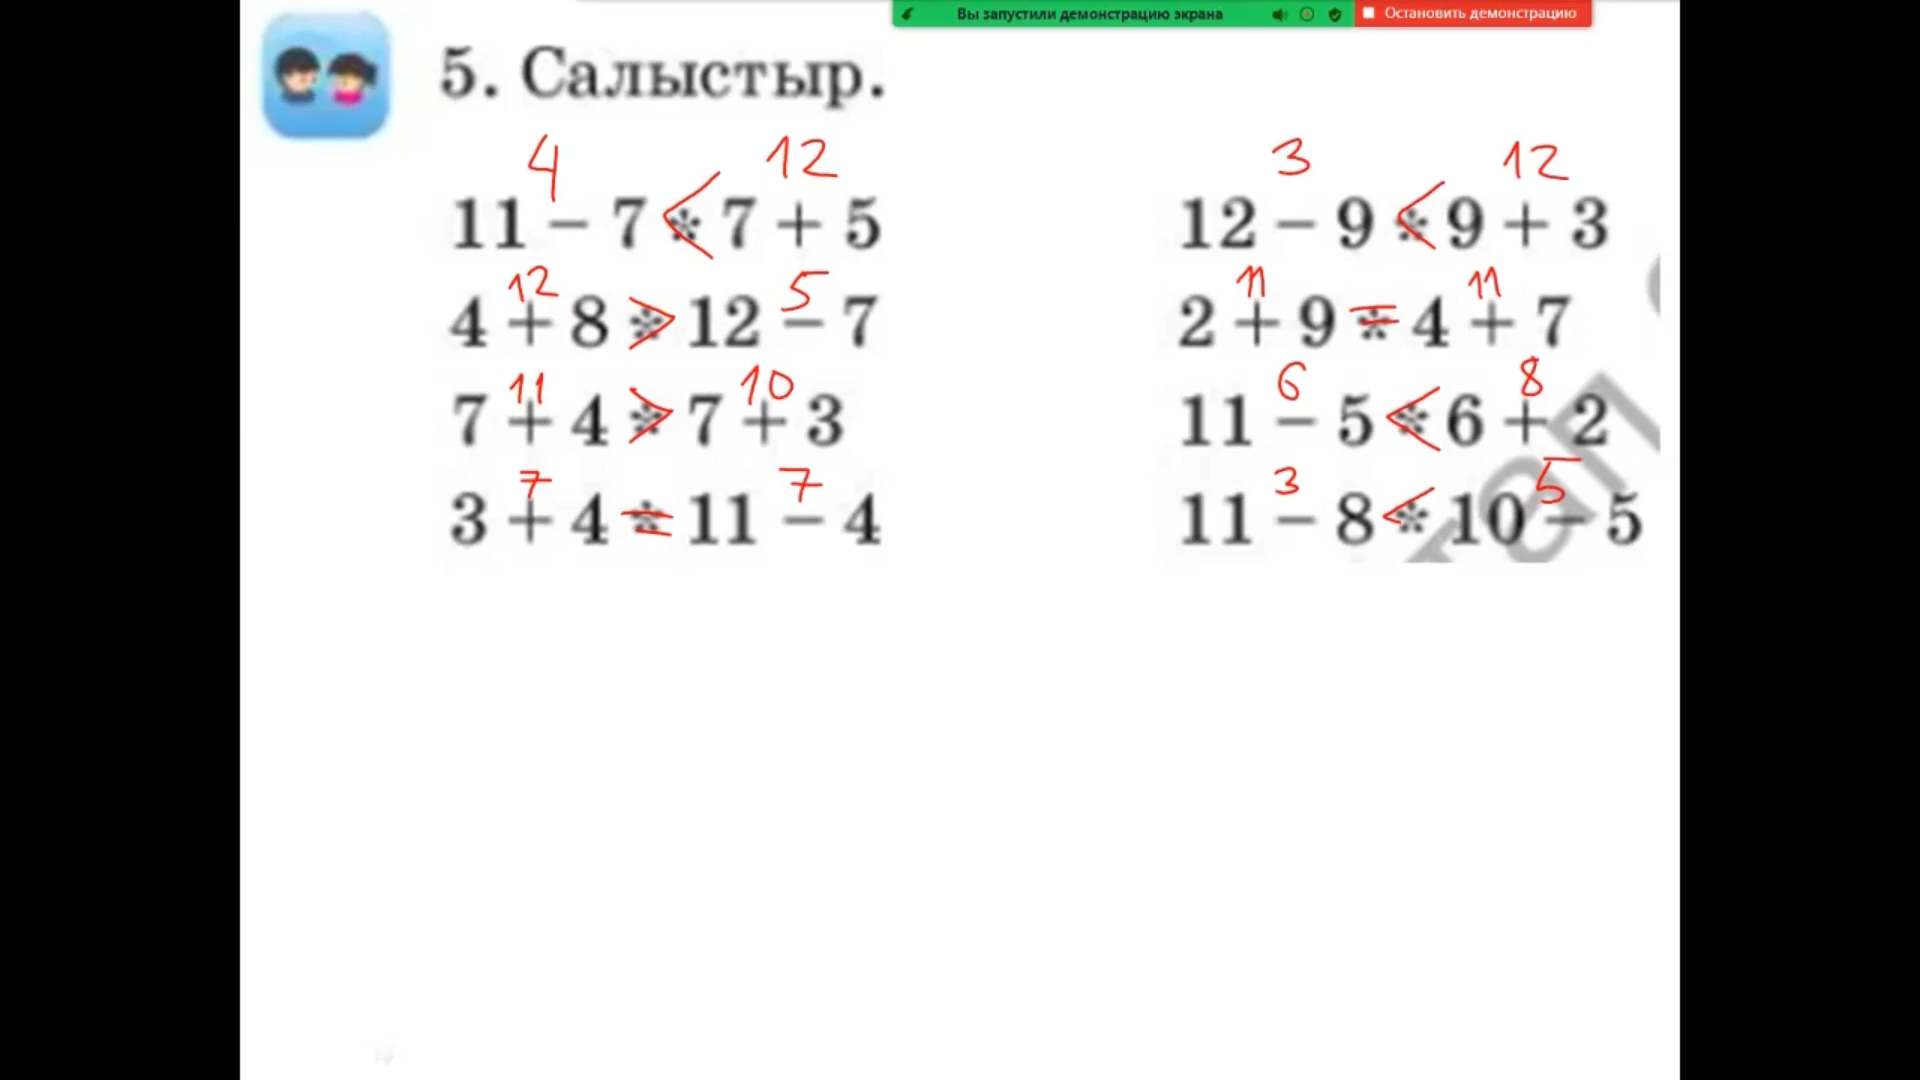 Вы запустили демонстрацию экрана
Остановить демонстрацию
5. Салыстыр.
4 12
11 − 7 < 7 + 5
12 5
4 + 8 > 12 − 7
11 10
7 + 4 > 7 + 3
7 7
3 + 4 = 11 − 4
3 12
12 − 9 < 9 + 3
11 11
2 + 9 = 4 + 7
6 8
11 − 5 < 6 + 2
3 5
11 − 8 < 10 − 5